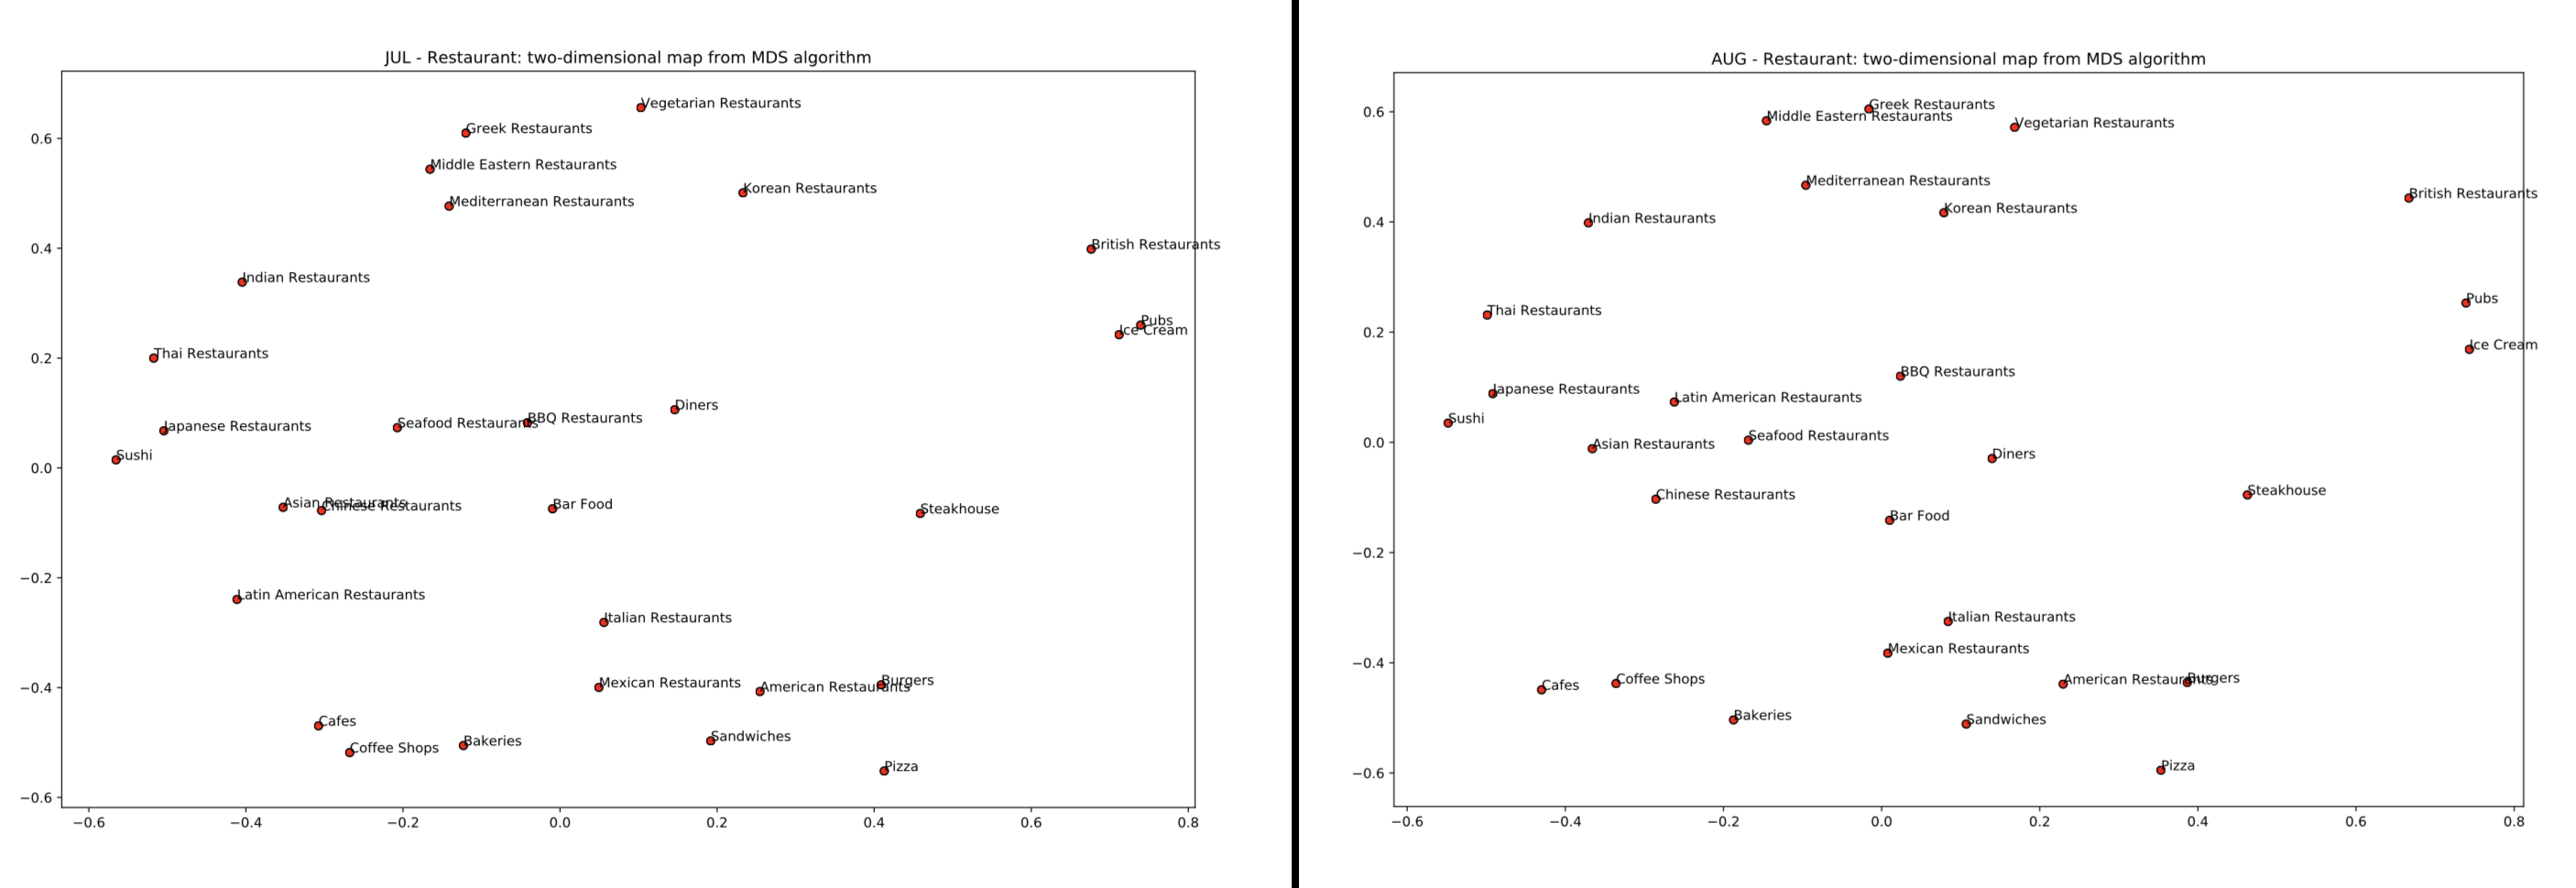 JUL - Restaurant: two-dimensional map from MDS algorithm
Vegetarian Restaurants
Greek Restaurants
0.6
Middle Eastern Restaurants
Korean Restaurants
Mediterranean Restaurants
0.4
British Restaurants
Indian Restaurants
Pubs
Ice Cream
0.2
Thai Restaurants
Diners
BBQ Restaurants
Seafood Restaurants
Japanese Restaurants
0.0
Sushi
Asian Restaurants
Chinese Restaurants
Bar Food
Steakhouse
−0.2
Latin American Restaurants
Italian Restaurants
−0.4
Mexican Restaurants
American Restaurants
Burgers
Cafes
Coffee Shops
Bakeries
Sandwiches
Pizza
−0.6
−0.6 −0.4 −0.2 0.0 0.2 0.4 0.6 0.8
AUG - Restaurant: two-dimensional map from MDS algorithm
0.6
Greek Restaurants
Middle Eastern Restaurants
Vegetarian Restaurants
Mediterranean Restaurants
British Restaurants
0.4
Indian Restaurants
Korean Restaurants
Pubs
Thai Restaurants
0.2
Ice Cream
BBQ Restaurants
Japanese Restaurants
Latin American Restaurants
Sushi
0.0
Asian Restaurants
Seafood Restaurants
Diners
Chinese Restaurants
Steakhouse
Bar Food
−0.2
Italian Restaurants
Mexican Restaurants
−0.4
Cafes
Coffee Shops
American Restaurants
Burgers
Bakeries
Sandwiches
Pizza
−0.6
−0.6 −0.4 −0.2 0.0 0.2 0.4 0.6 0.8